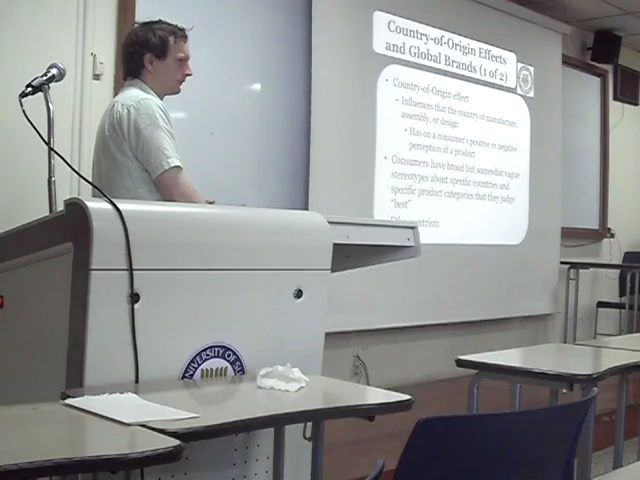 Country-of-Origin Effects
and Global Brands (1 of 2)
• Country-of-Origin effect
– Influences that the country of manufacture,
assembly, or design
• Has on a consumer's positive or negative
perception of a product
• Consumers have broad but somewhat vague
stereotypes about specific countries and
specific product categories that they judge
"best"
UNIVERSITY OF